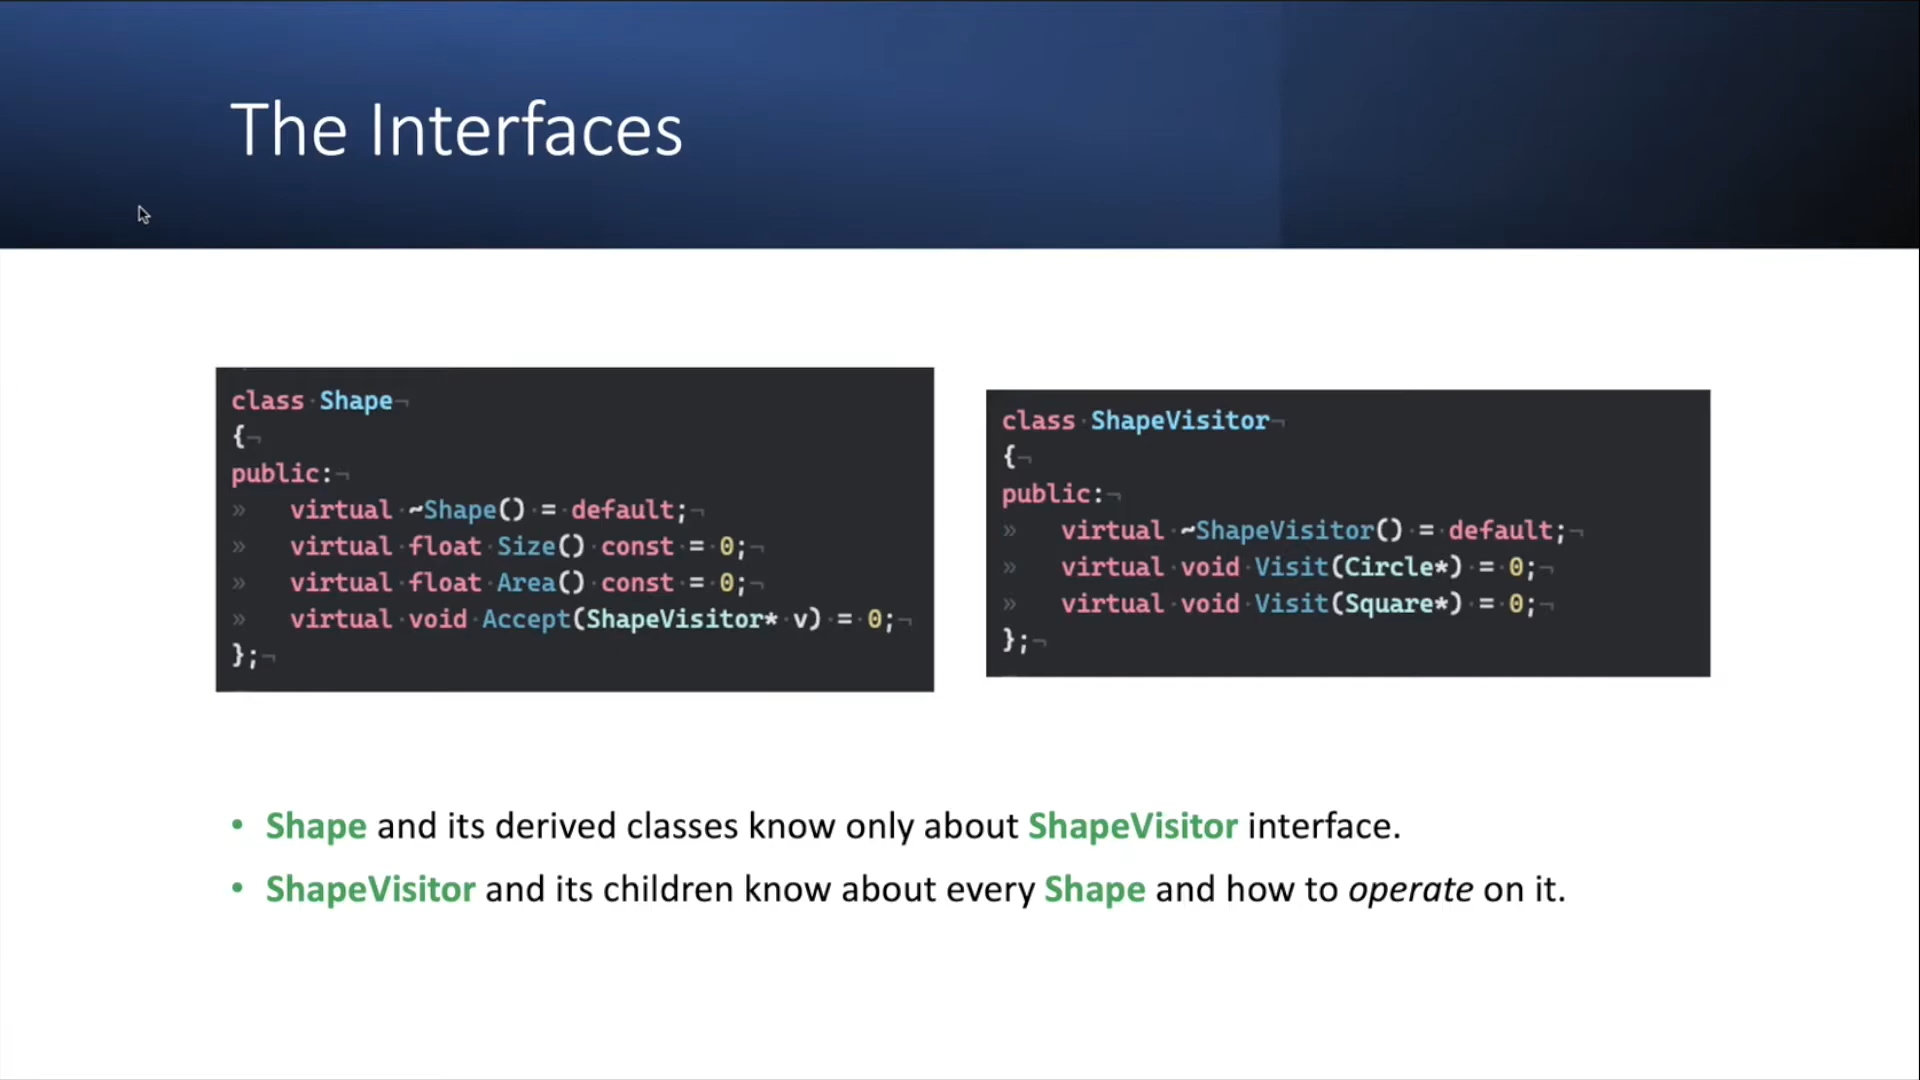 The Interfaces
class Shape
{
public:
virtual ~Shape() = default;
virtual float Size() const = 0;
virtual float Area() const = 0;
virtual void Accept(ShapeVisitor* v) = 0;
};
class ShapeVisitor
{
public:
virtual ~ShapeVisitor() = default;
virtual void Visit(Circle*) = 0;
virtual void Visit(Square*) = 0;
};
• Shape and its derived classes know only about ShapeVisitor interface.
• ShapeVisitor and its children know about every Shape and how to operate on it.